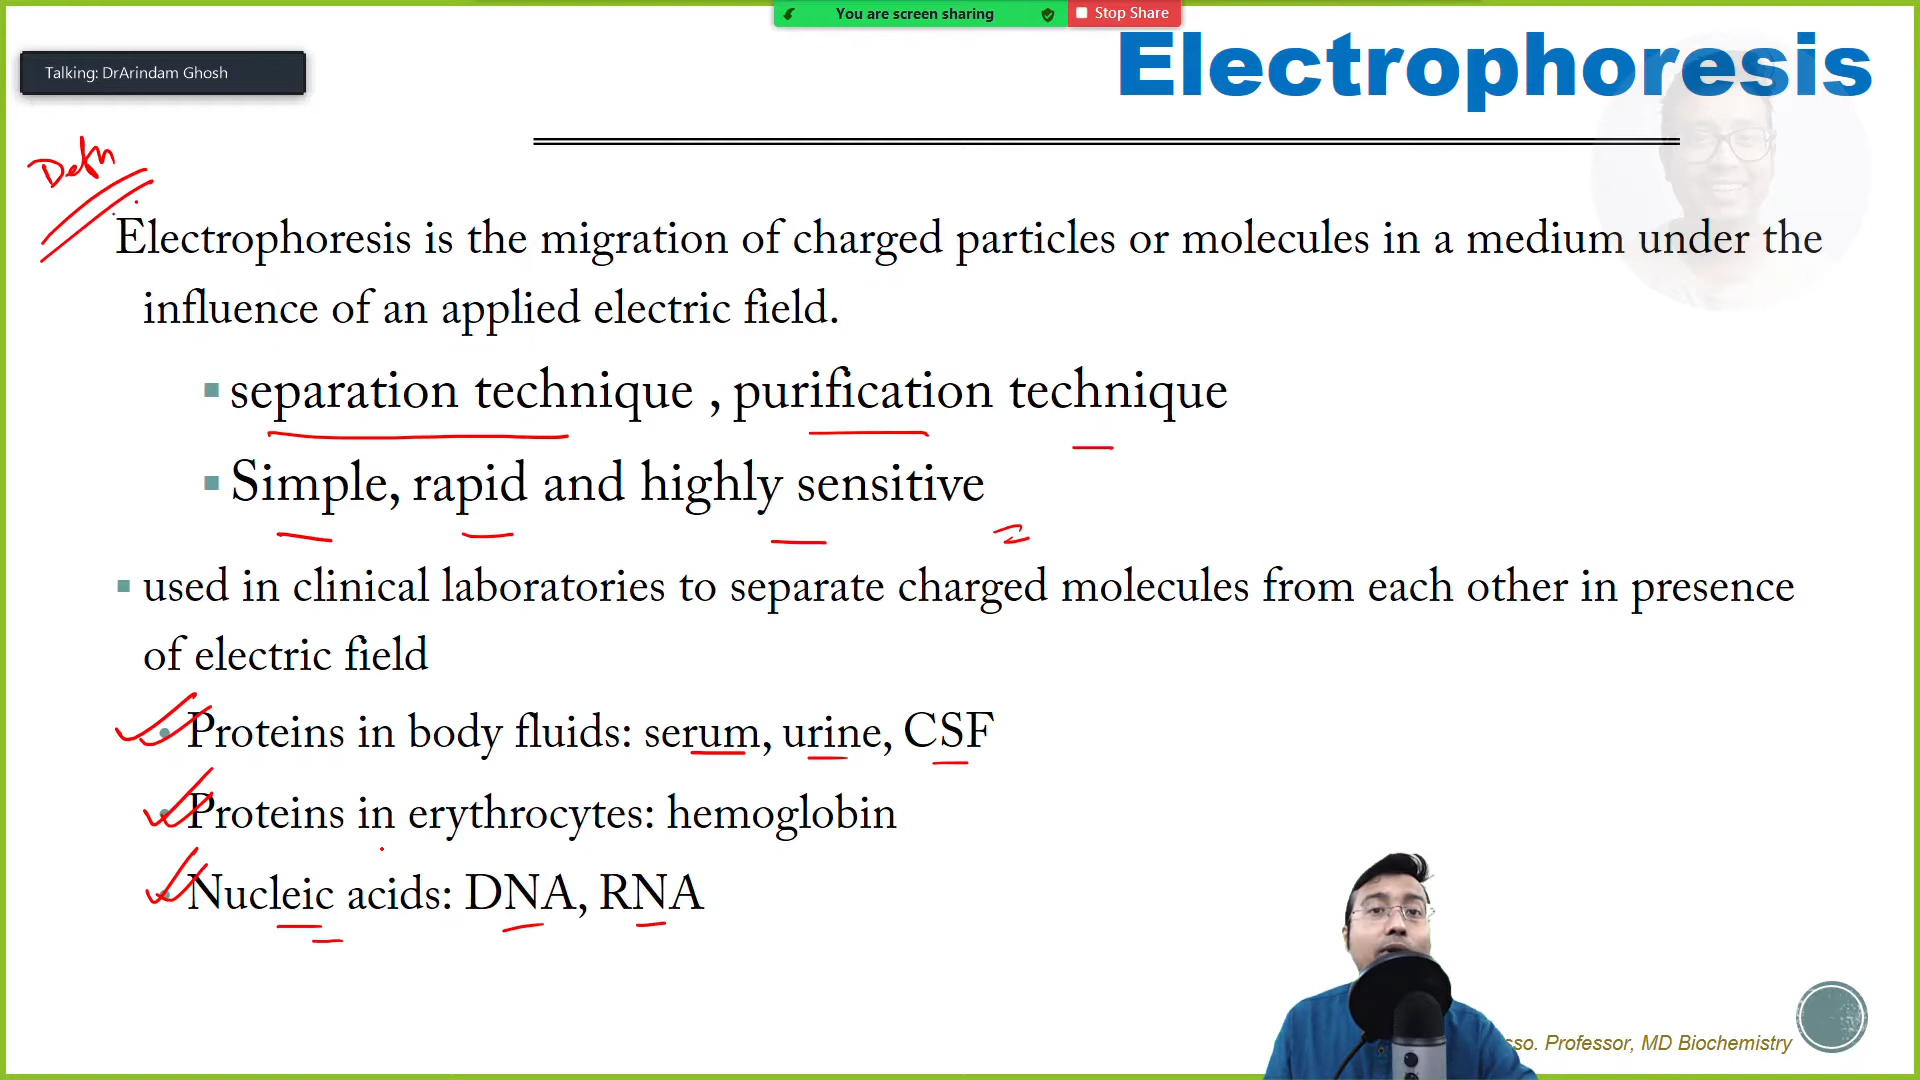 You are screen sharing
Stop Share
Electrophoresis
Talking: DrArindam Ghosh
Defn
Electrophoresis is the migration of charged particles or molecules in a medium under the
influence of an applied electric field.
separation technique , purification technique
Simple, rapid and highly sensitive
used in clinical laboratories to separate charged molecules from each other in presence
of electric field
Proteins in body fluids: serum, urine, CSF
Proteins in erythrocytes: hemoglobin
Nucleic acids: DNA, RNA
Professor, MD Biochemistry